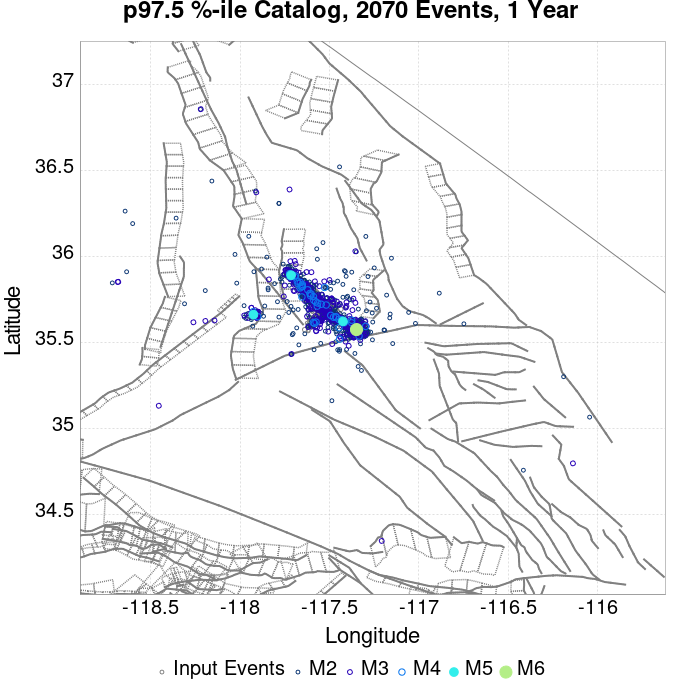 p97.5 %-ile Catalog, 2070 Events, 1 Year
37
36.5
36
35.5
35
34.5
Latitude
-118.5 -118 -117.5 -117 -116.5 -116
Longitude
Input Events M2 M3 M4 M5 M6